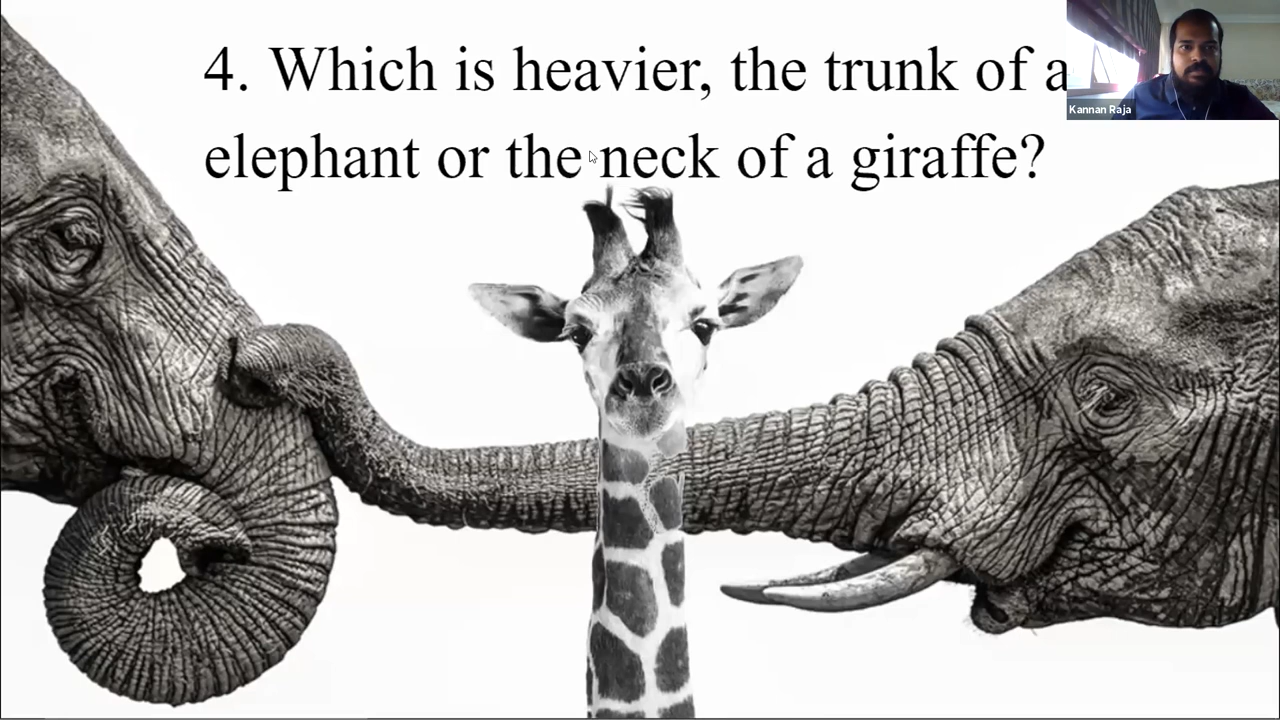 4. Which is heavier, the trunk of a
elephant or the neck of a giraffe?
Kannan Raja